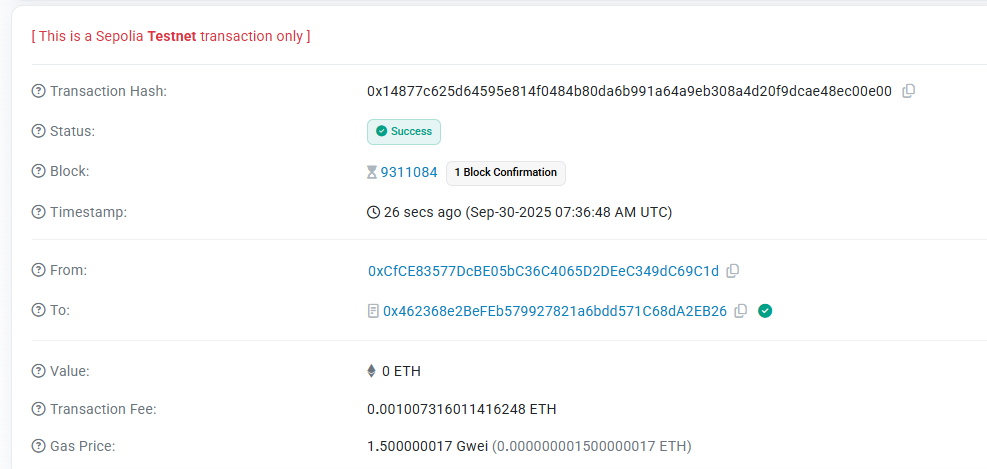 [ This is a Sepolia Testnet transaction only ]
Transaction Hash: 0x14877c625d64595e814f0484b80da6b991a64a9eb308a4d20f9dcae48ec00e00
Status: Success
Block: 9311084 1 Block Confirmation
Timestamp: 26 secs ago (Sep-30-2025 07:36:48 AM UTC)
From: 0xCfCE83577DcBE05bC36C4065D2DEeC349dC69C1d
To: 0x462368e2BeFEb579927821a6bdd571C68dA2EB26
Value: 0 ETH
Transaction Fee: 0.001007316011416248 ETH
Gas Price: 1.500000017 Gwei (0.000000001500000017 ETH)